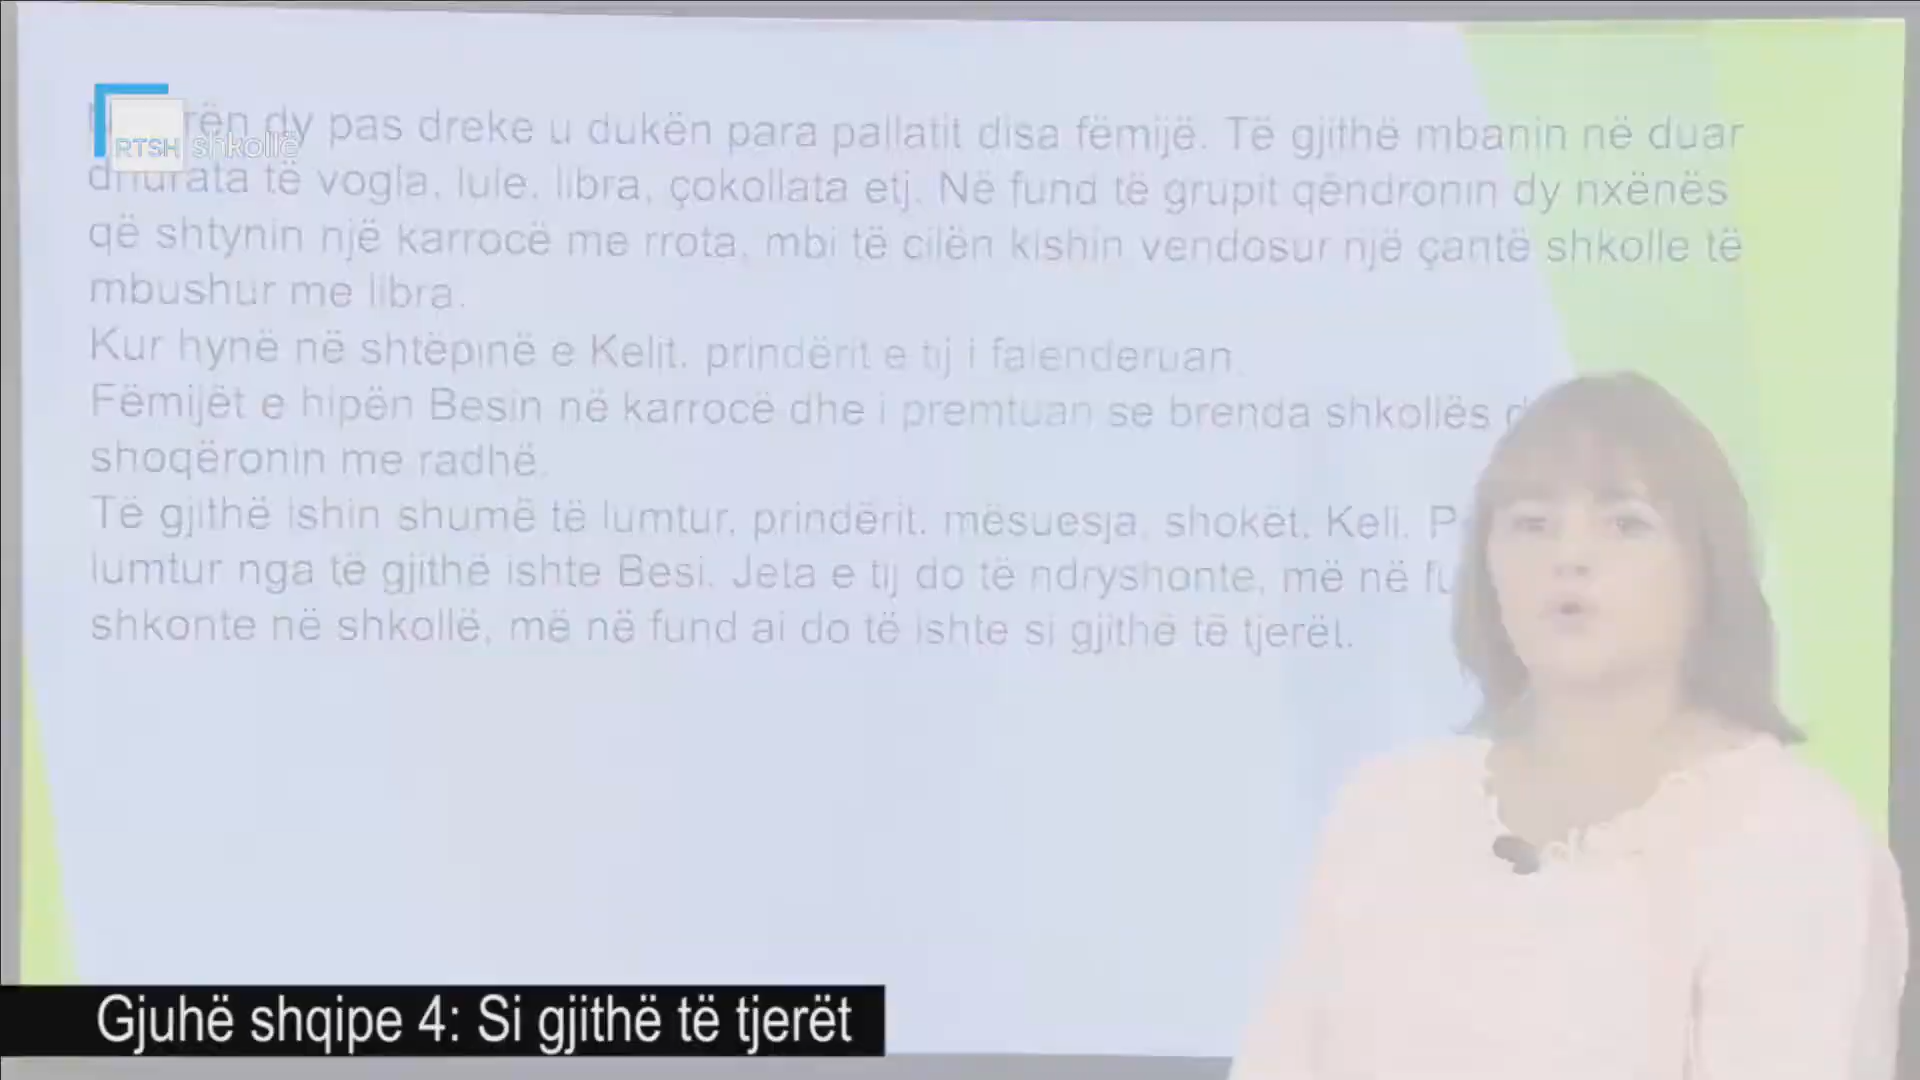 RTSH shkollë
dy pas dreke u dukën para pallatit disa fëmijë. Të gjithë mbanin në duar
dhurata të vogla, lule, libra, çokollata etj. Në fund të grupit qëndronin dy nxënës
që shtynin një karrocë me rrota, mbi të cilën kishin vendosur një çantë shkolle të
mbushur me libra.
Kur hynë në shtëpinë e Kelit, prindërit e tij i falenderuan.
Fëmijët e hipën Besin në karrocë dhe i premtuan se brenda shkollës
shoqëronin me radhë.
Të gjithë ishin shumë të lumtur, prindërit, mësuesja, shokët, Keli.
lumtur nga të gjithë ishte Besi. Jeta e tij do të ndryshonte, më në
shkonte në shkollë, më në fund ai do të ishte si gjithë të tjerët.
Gjuhë shqipe 4: Si gjithë të tjerët